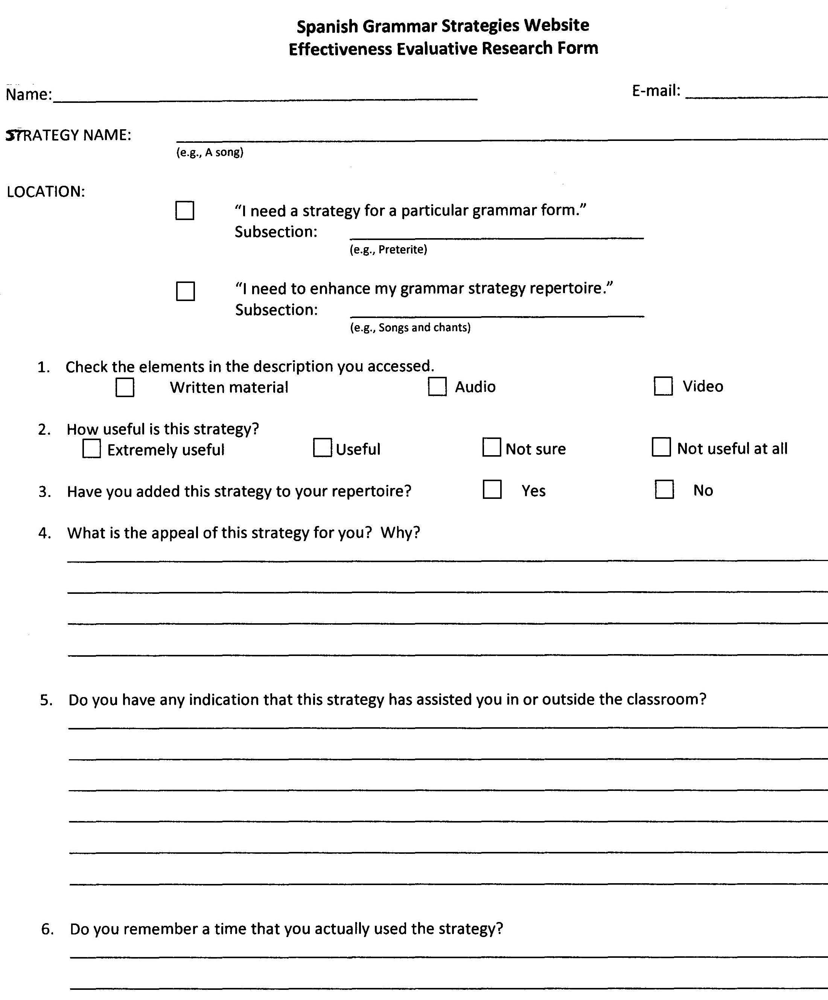 Spanish Grammar Strategies Website
Effectiveness Evaluative Research Form
Name:
E-mail:
STRATEGY NAME:
(e.g., A song)
LOCATION:
“I need a strategy for a particular grammar form.”
Subsection:
(e.g., Preterite)
“I need to enhance my grammar strategy repertoire.”
Subsection:
(e.g., Songs and chants)
1. Check the elements in the description you accessed.
Written material Audio Video
2. How useful is this strategy?
Extremely useful Useful Not sure Not useful at all
3. Have you added this strategy to your repertoire? Yes No
4. What is the appeal of this strategy for you? Why?
5. Do you have any indication that this strategy has assisted you in or outside the classroom?
6. Do you remember a time that you actually used the strategy?